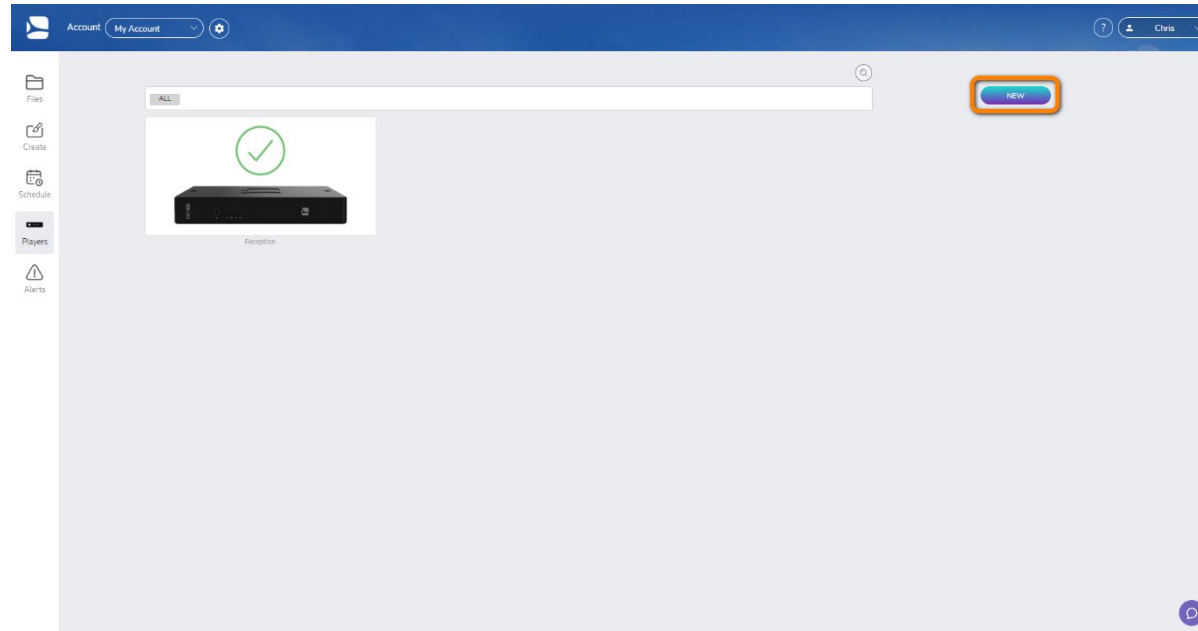 Account My Account
? Chris
Files
ALL
NEW
Create
Schedule
Players
Reception
Alerts